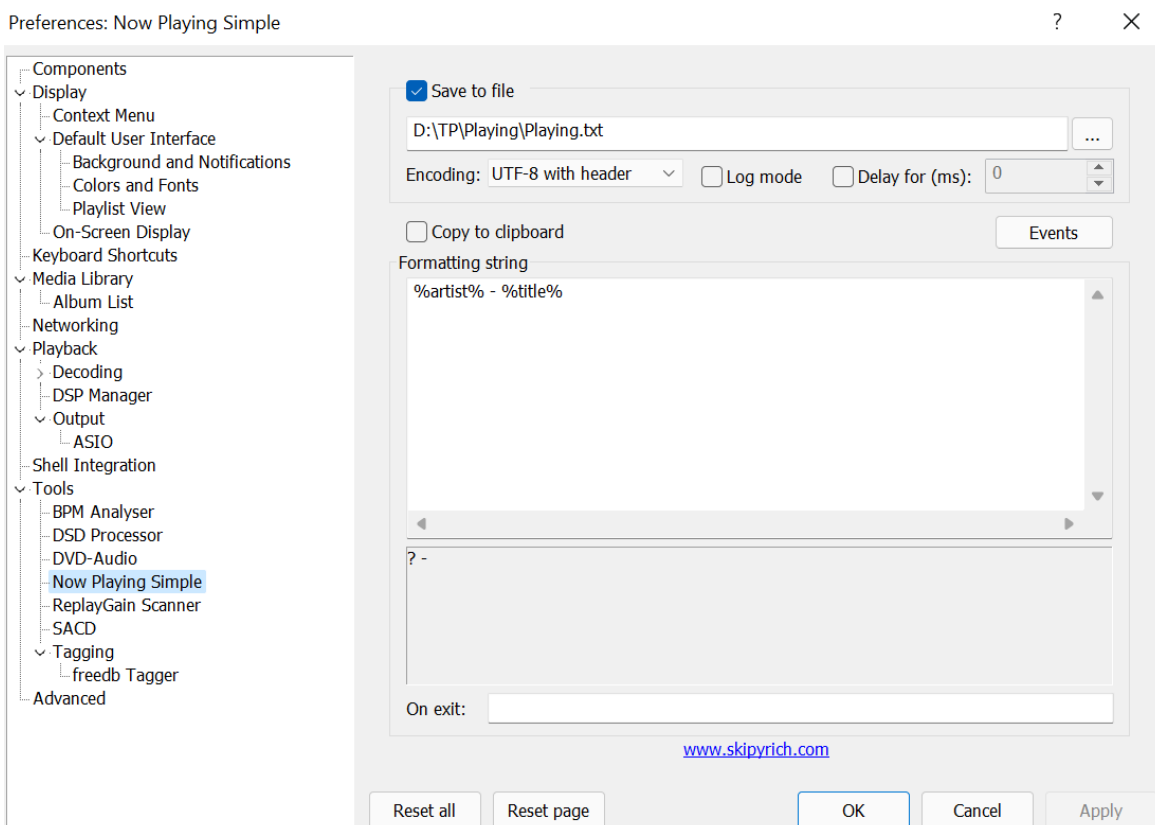 Preferences: Now Playing Simple
?
Components
Display
Context Menu
Default User Interface
Background and Notifications
Colors and Fonts
Playlist View
On-Screen Display
Keyboard Shortcuts
Media Library
Album List
Networking
Playback
Decoding
DSP Manager
Output
ASIO
Shell Integration
Tools
BPM Analyser
DSD Processor
DVD-Audio
Now Playing Simple
ReplayGain Scanner
SACD
Tagging
freedb Tagger
Advanced
Save to file
D:\TP\Playing\Playing.txt
...
Encoding: UTF-8 with header Log mode Delay for (ms): 0
Copy to clipboard Events
Formatting string
%artist% - %title%
? -
On exit:
www.skipyrich.com
Reset all Reset page OK Cancel Apply